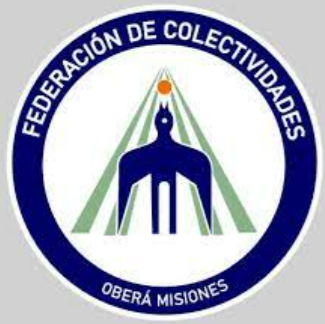 FEDERACIÓN DE COLECTIVIDADES
OBERÁ MISIONES